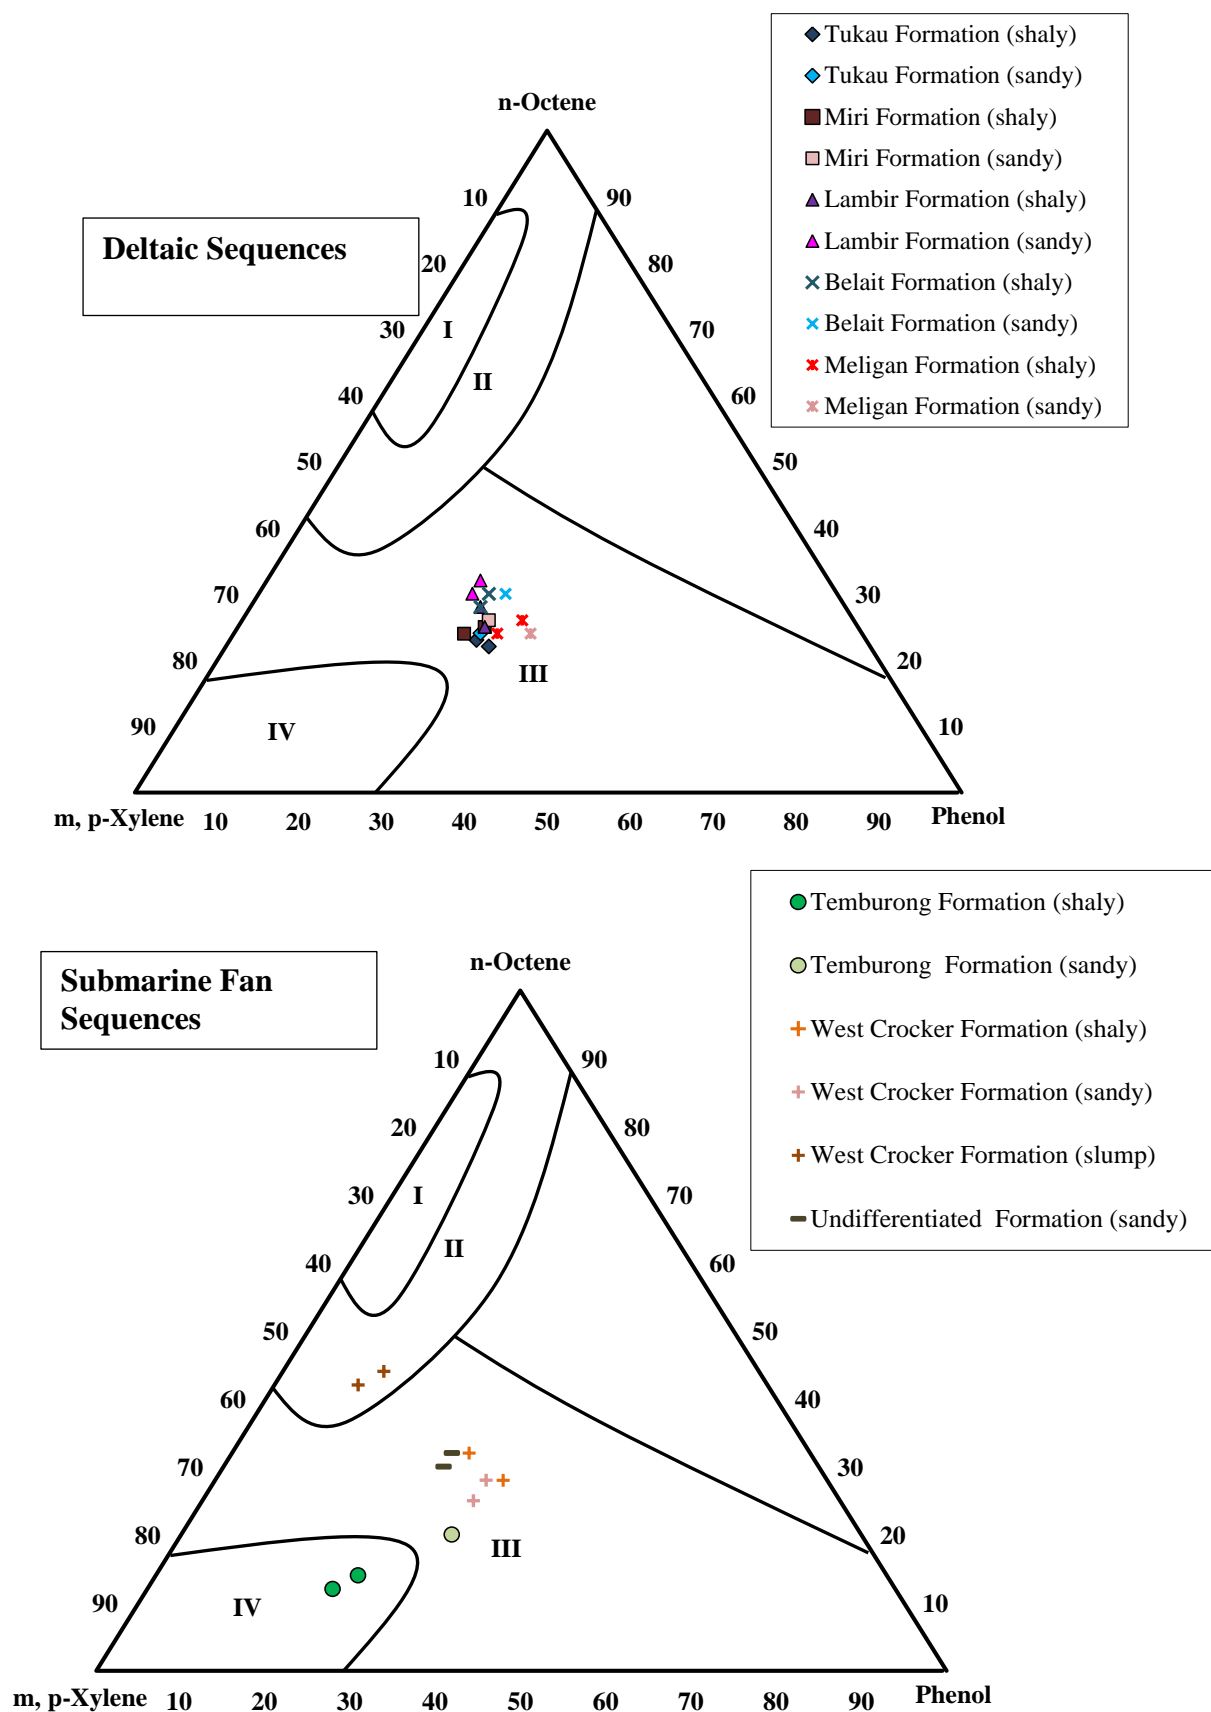 Tukau Formation (shaly)
Tukau Formation (sandy)
Miri Formation (shaly)
Miri Formation (sandy)
Lambir Formation (shaly)
Lambir Formation (sandy)
Belait Formation (shaly)
Belait Formation (sandy)
Meligan Formation (shaly)
Meligan Formation (sandy)
n-Octene
Deltaic Sequences
10 90
20 80
30 I 70
II
40 60
50 50
60 40
70 30
80 20
III
90 IV 10
m, p-Xylene 10 20 30 40 50 60 70 80 90 Phenol
Temburong Formation (shaly)
Temburong Formation (sandy)
West Crocker Formation (shaly)
West Crocker Formation (sandy)
West Crocker Formation (slump)
Undifferentiated Formation (sandy)
Submarine Fan
Sequences
n-Octene
10 90
20 80
30 I 70
II
40 60
50 50
60 40
70 30
80 20
III
90 IV 10
m, p-Xylene 10 20 30 40 50 60 70 80 90 Phenol